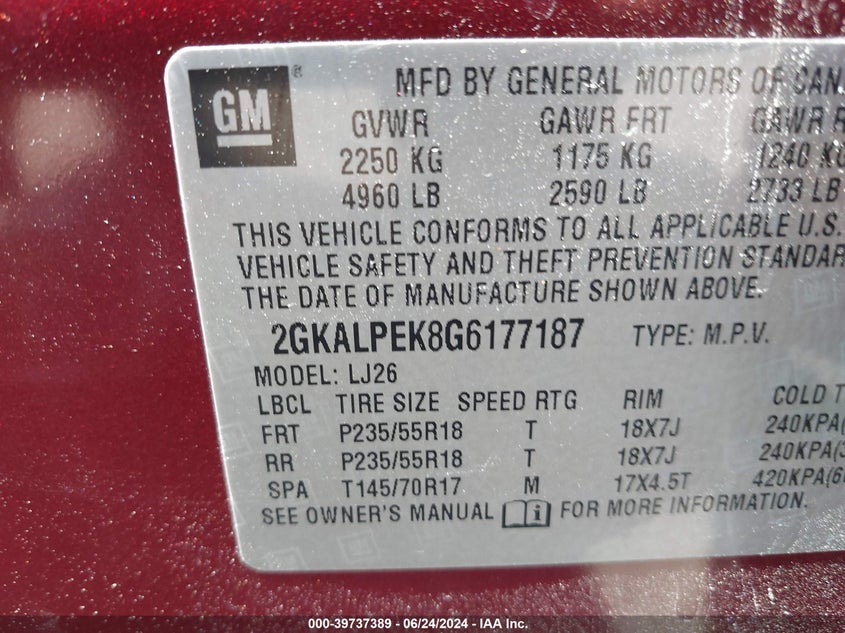 GM ®
MFD BY GENERAL MOTORS OF CAN
GVWR GAWR FRT GAWR R
2250 KG 1175 KG 1240 KG
4960 LB 2590 LB 2733 LB
THIS VEHICLE CONFORMS TO ALL APPLICABLE U.S.
VEHICLE SAFETY AND THEFT PREVENTION STANDAR
THE DATE OF MANUFACTURE SHOWN ABOVE.
2GKALPEK8G6177187 TYPE: M.P.V.
MODEL: LJ26
LBCL TIRE SIZE SPEED RTG RIM COLD T
FRT P235/55R18 T 18X7J 240KPA(
RR P235/55R18 T 18X7J 240KPA(3
SPA T145/70R17 M 17X4.5T 420KPA(6
SEE OWNER'S MANUAL i FOR MORE INFORMATION.
000-39737389 - 06/24/2024 - IAA Inc.